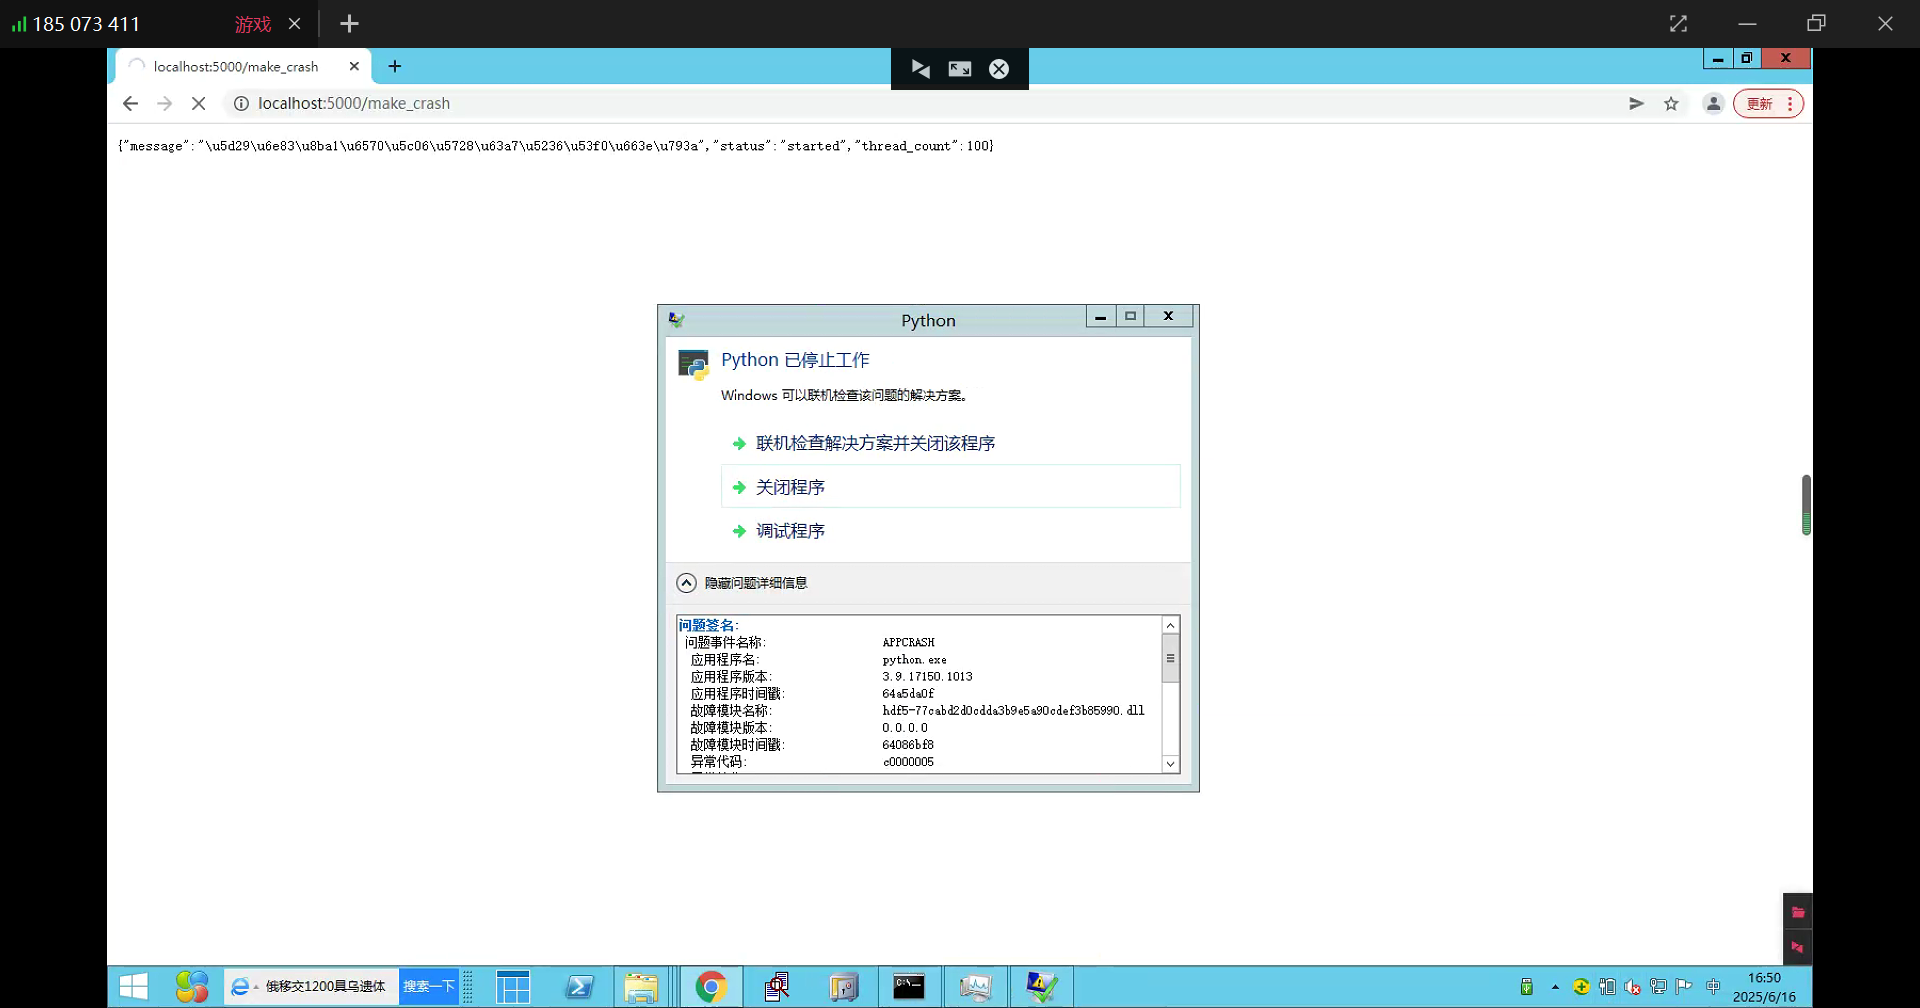 185 073 411
游戏
localhost:5000/make_crash
localhost:5000/make_crash
更新
{"message":"\u5d29\u6e83\u8ba1\u6570\u5c06\u5728\u63a7\u5236\u53f0\u663e\u793a","status":"started","thread_count":100}
Python
Python 已停止工作
Windows 可以联机检查该问题的解决方案。
联机检查解决方案并关闭该程序
关闭程序
调试程序
隐藏问题详细信息
问题签名:
问题事件名称: APPCRASH
应用程序名: python.exe
应用程序版本: 3.9.17150.1013
应用程序时间戳: 64a5da0f
故障模块名称: hdf5-77cabd2d0cdda3b9e5a90cdef3b85990.dll
故障模块版本: 0.0.0.0
故障模块时间戳: 64086bf8
异常代码: c0000005
俄移交1200具乌遗体
搜索一下
C:\_
中
16:50
2025/6/16